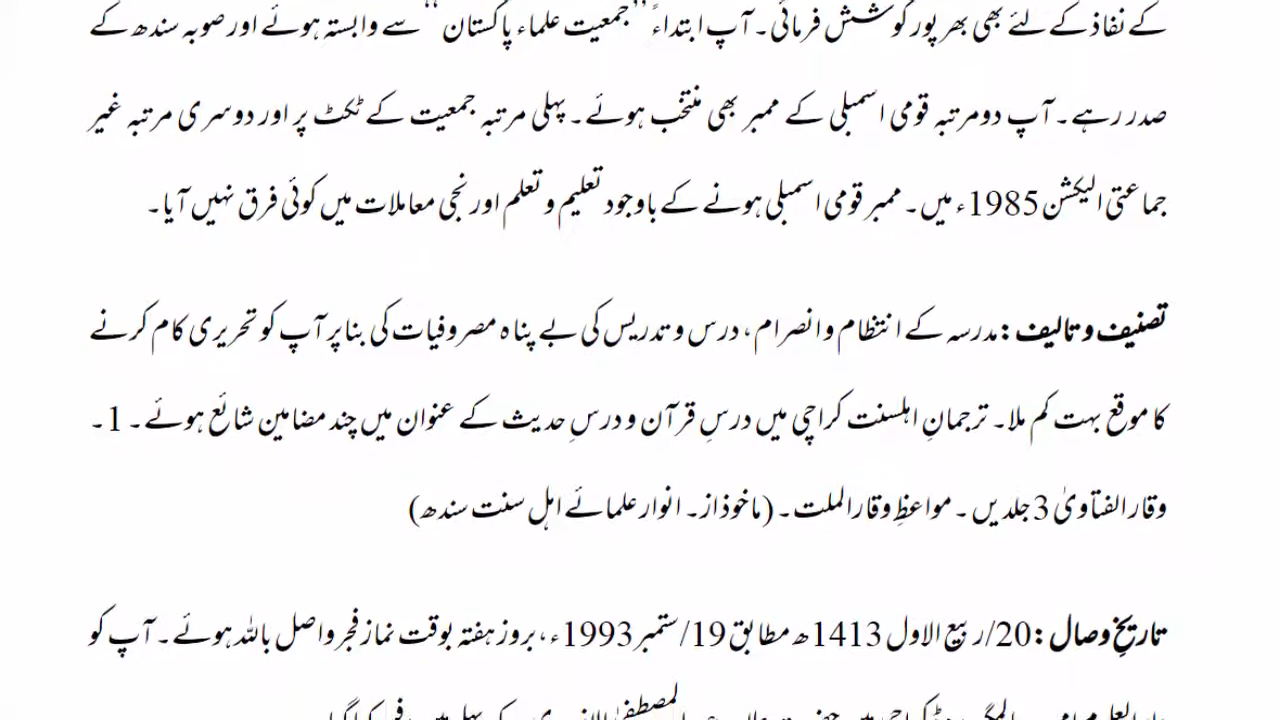 کے نفاذ کے لئے بھی بھر پور کوشش فرمائی۔ آپ ابتداءً ’’جمعیت علماء پاکستان‘‘ سے وابستہ ہوئے اور صوبہ سندھ کے
صدر رہے۔ آپ دو مرتبہ قومی اسمبلی کے ممبر بھی منتخب ہوئے۔ پہلی مرتبہ جمعیت کے ٹکٹ پر اور دوسری مرتبہ غیر
جماعتی الیکشن 1985ء میں۔ ممبر قومی اسمبلی ہونے کے باوجود تعلیم و تعلم اور نجی معاملات میں کوئی فرق نہیں آیا۔
تصنیف و تالیف: مدرسہ کے انتظام و انصرام، درس و تدریس کی بے پناہ مصروفیات کی بنا پر آپ کو تحریری کام کرنے
کا موقع بہت کم ملا۔ ترجمانِ اہلسنت کراچی میں درسِ قرآن و درسِ حدیث کے عنوان میں چند مضامین شائع ہوئے۔ 1۔
وقار الفتاویٰ 3 جلدیں۔ مواعظِ وقار الملت۔ (ماخوذ از۔ انوار علمائے اہل سنت سندھ)
تاریخِ وصال: 20/ربیع الاول 1413ھ مطابق 19/ستمبر 1993ء، بروز ہفتہ بوقت نماز فجر واصل باللہ ہوئے۔ آپ کو